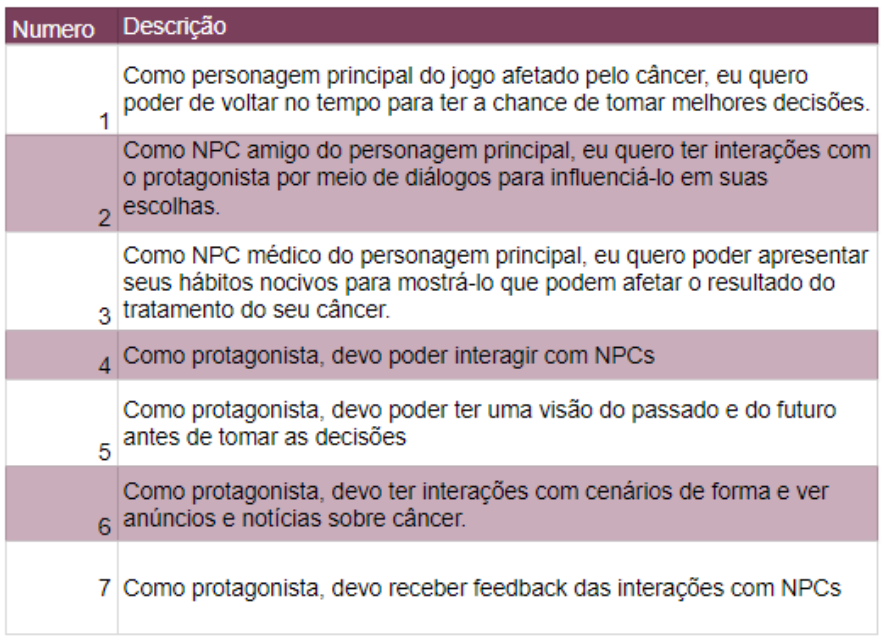 Numero Descrição
Como personagem principal do jogo afetado pelo câncer, eu quero
poder de voltar no tempo para ter a chance de tomar melhores decisões.
1
Como NPC amigo do personagem principal, eu quero ter interações com
o protagonista por meio de diálogos para influenciá-lo em suas
2 escolhas.
Como NPC médico do personagem principal, eu quero poder apresentar
seus hábitos nocivos para mostrá-lo que podem afetar o resultado do
3 tratamento do seu câncer.
4 Como protagonista, devo poder interagir com NPCs
Como protagonista, devo poder ter uma visão do passado e do futuro
antes de tomar as decisões
5
Como protagonista, devo ter interações com cenários de forma e ver
6 anúncios e notícias sobre câncer.
7 Como protagonista, devo receber feedback das interações com NPCs